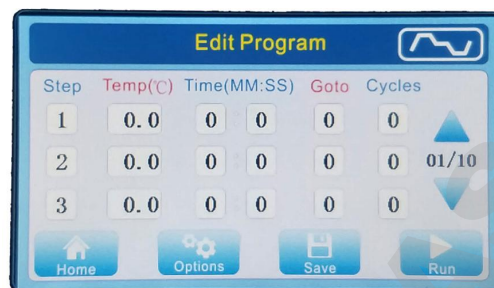 Edit Program
Step Temp(℃) Time(MM:SS) Goto Cycles
1 0.0 0 0 0 0
2 0.0 0 0 0 0 01/10
3 0.0 0 0 0 0
Home Options Save Run